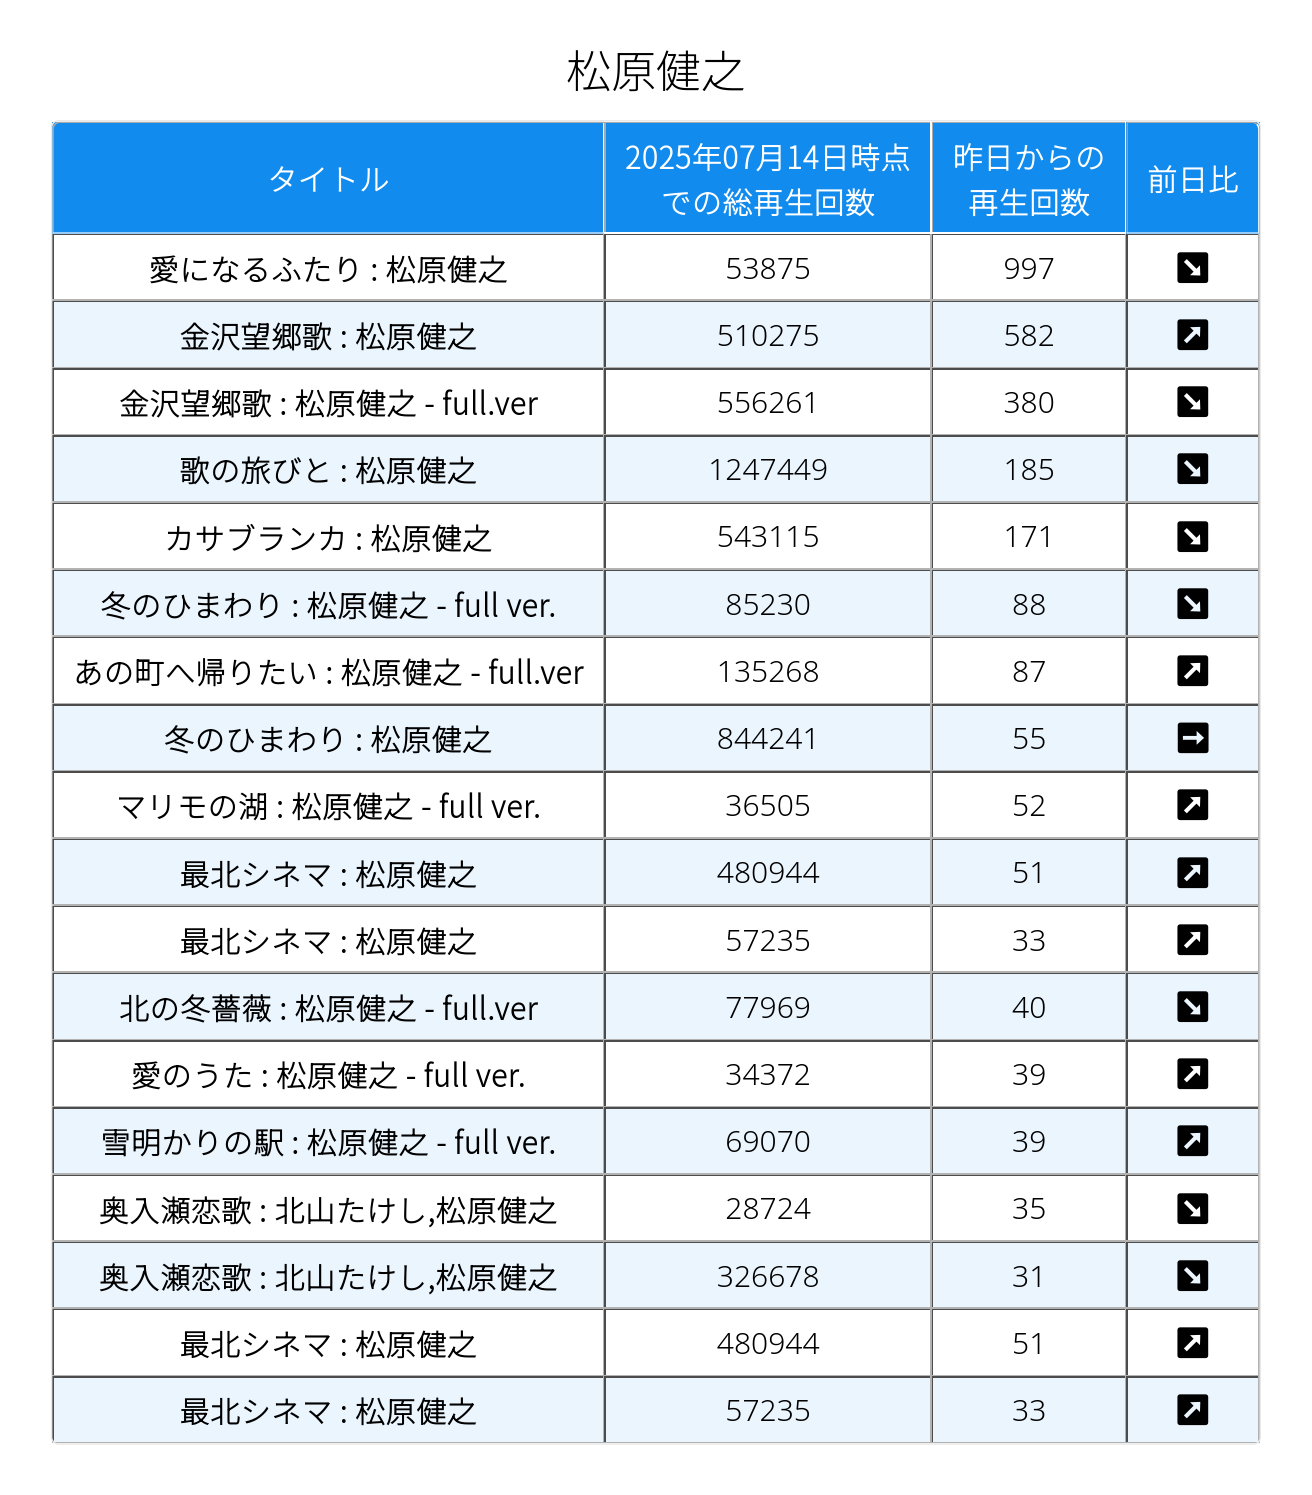 松原健之
タイトル 2025年07月14日時点での総再生回数 昨日からの再生回数 前日比
愛になるふたり : 松原健之 53875 997 ↘
金沢望郷歌 : 松原健之 510275 582 ↗
金沢望郷歌 : 松原健之 - full.ver 556261 380 ↘
歌の旅びと : 松原健之 1247449 185 ↘
カサブランカ : 松原健之 543115 171 ↘
冬のひまわり : 松原健之 - full ver. 85230 88 ↘
あの町へ帰りたい : 松原健之 - full.ver 135268 87 ↗
冬のひまわり : 松原健之 844241 55 →
マリモの湖 : 松原健之 - full ver. 36505 52 ↗
最北シネマ : 松原健之 480944 51 ↗
最北シネマ : 松原健之 57235 33 ↗
北の冬薔薇 : 松原健之 - full.ver 77969 40 ↘
愛のうた : 松原健之 - full ver. 34372 39 ↗
雪明かりの駅 : 松原健之 - full ver. 69070 39 ↗
奥入瀬恋歌 : 北山たけし,松原健之 28724 35 ↘
奥入瀬恋歌 : 北山たけし,松原健之 326678 31 ↘
最北シネマ : 松原健之 480944 51 ↗
最北シネマ : 松原健之 57235 33 ↗